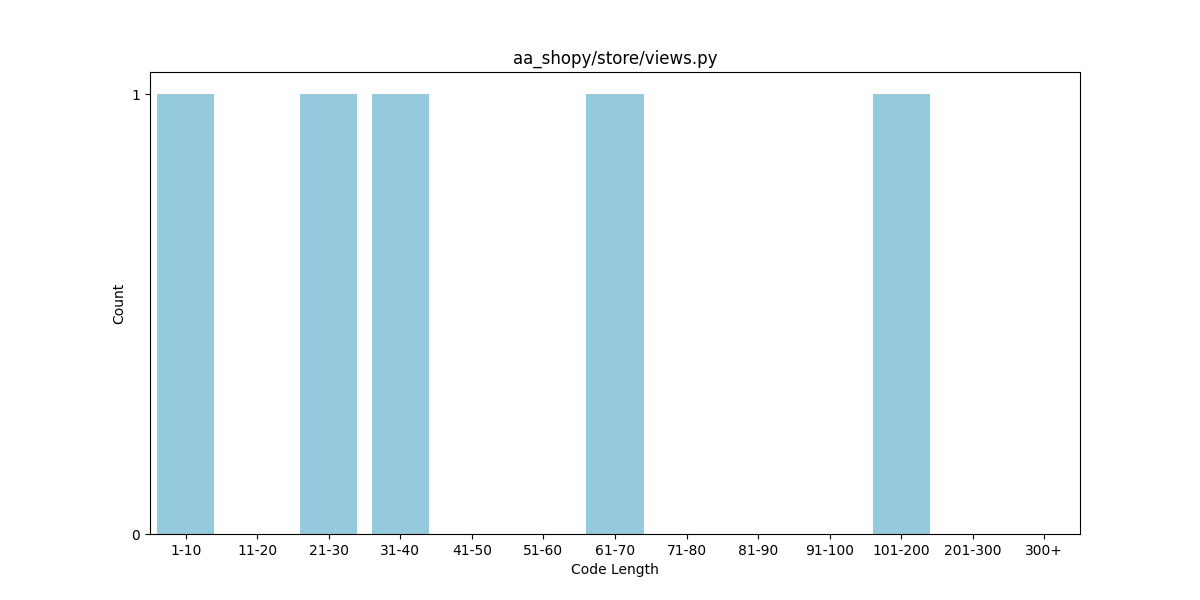 aa_shopy/store/views.py
1
0
Count
1-10 11-20 21-30 31-40 41-50 51-60 61-70 71-80 81-90 91-100 101-200 201-300 300+
Code Length